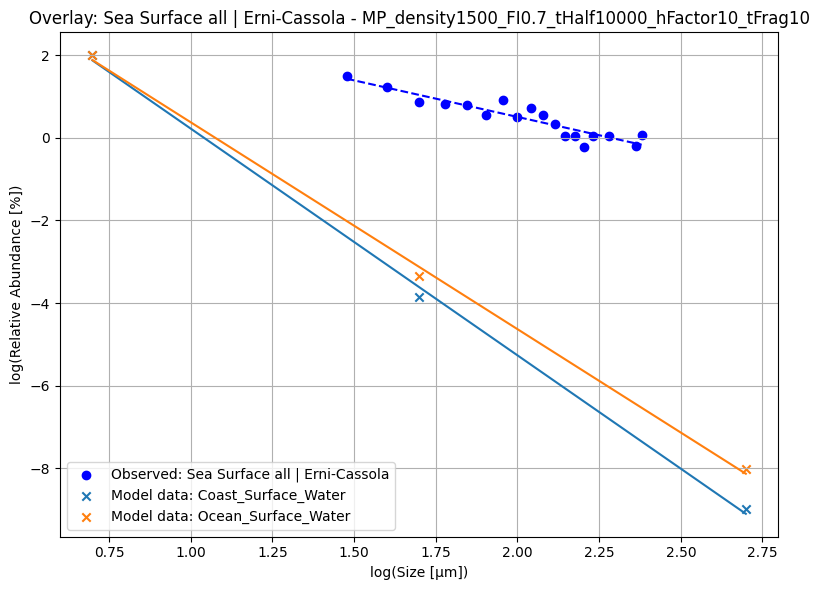 Overlay: Sea Surface all | Erni-Cassola - MP_density1500_FI0.7_tHalf10000_hFactor10_tFrag10
log(Relative Abundance [%])
2
0
−2
−4
−6
−8
Observed: Sea Surface all | Erni-Cassola
Model data: Coast_Surface_Water
Model data: Ocean_Surface_Water
0.75 1.00 1.25 1.50 1.75 2.00 2.25 2.50 2.75
log(Size [μm])